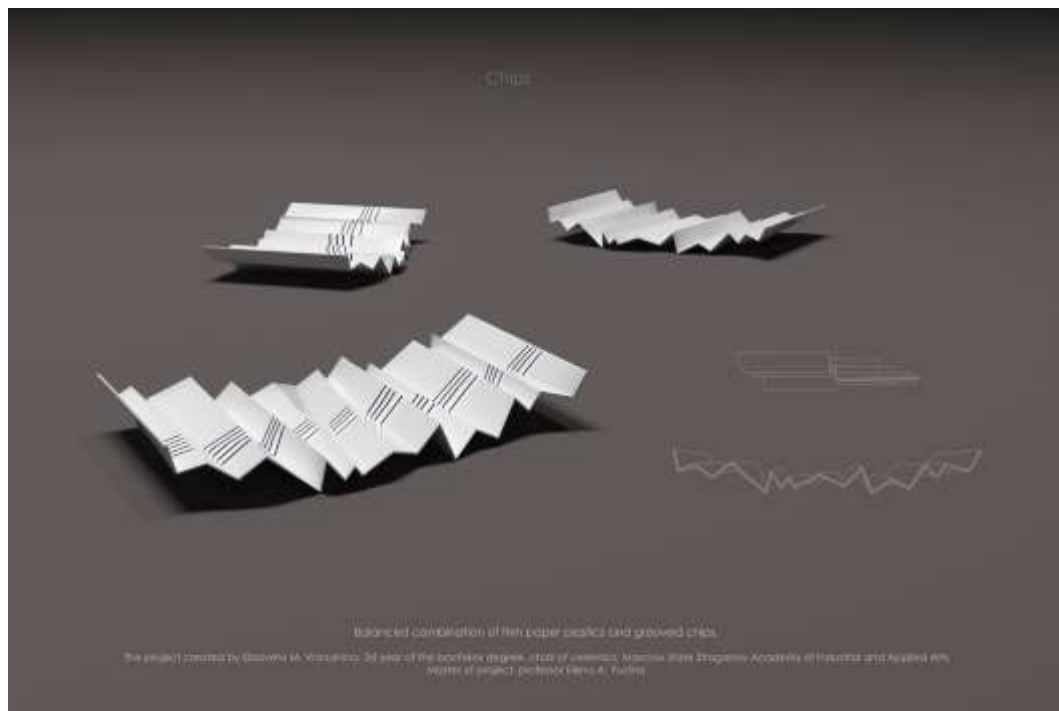 Chips
Balanced combination of thin paper plastics and grooved chips.
The project created by M. 3d year of the bachelor degree, chair of ceramics, Moscow State Stroganov Academy of Industrial and Applied Arts
Master of project: professor Elena A.